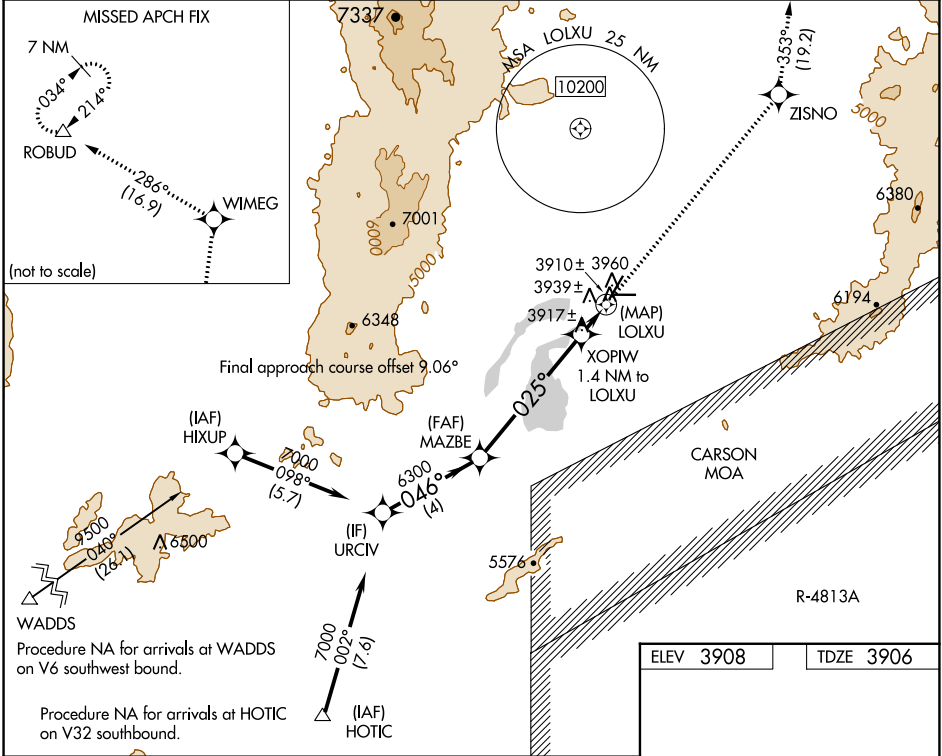 MISSED APCH FIX
7 NM
034°
214°
ROBUD
286°
(16.9)
WIMEG
(not to scale)
7337
MSA LOLXU 25 NM
10200
353°
(19.2)
ZISNO
5000
6380
7001
6000
5000
3910± 3960
3939±
3917±
(MAP)
LOLXU
6194
6348
XOPIW
1.4 NM to
LOLXU
Final approach course offset 9.06°
025°
(IAF)
HIXUP
7000
098°
(5.7)
(FAF)
MAZBE
6300
046°
(4)
CARSON
MOA
(IF)
URCIV
9500
040°
(26.1)
6500
5576
WADDS
R-4813A
Procedure NA for arrivals at WADDS
on V6 southwest bound.
7000
002°
(7.6)
ELEV 3908
TDZE 3906
Procedure NA for arrivals at HOTIC
on V32 southbound.
(IAF)
HOTIC